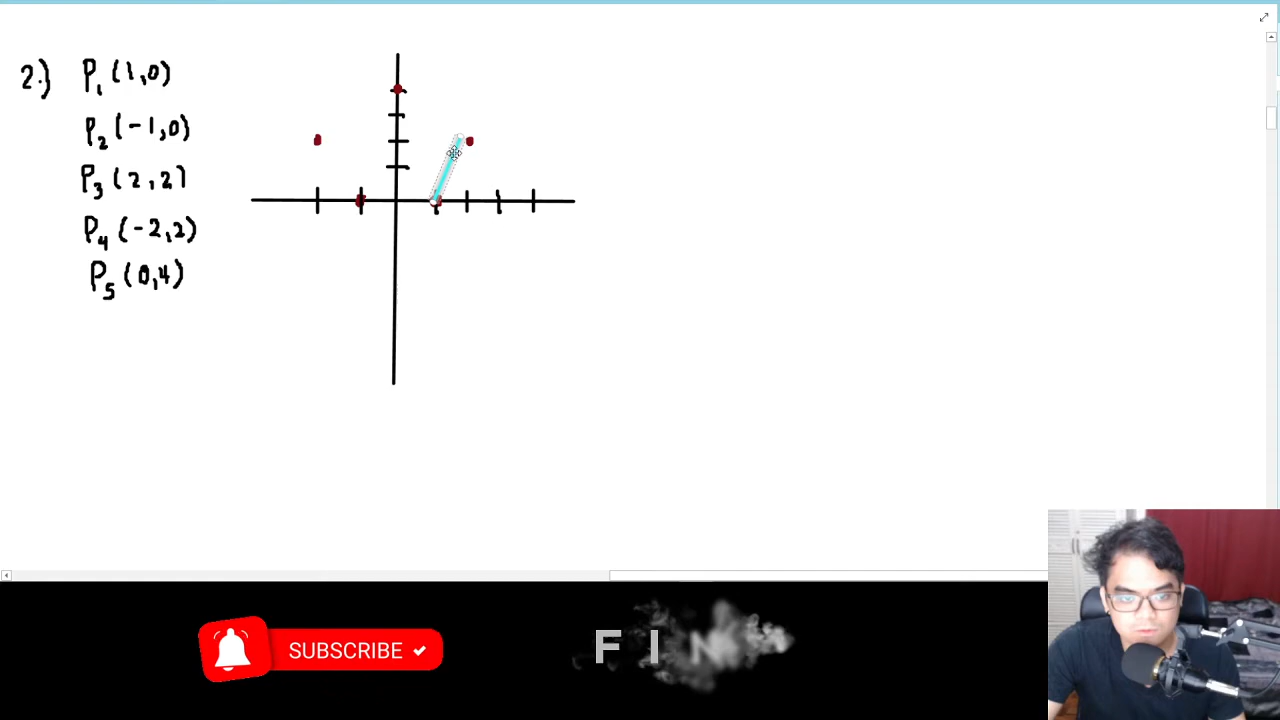 2.) P₁ (1,0)
P₂ (-1,0)
P₃ (2,2)
P₄ (-2,2)
P₅ (0,4)
SUBSCRIBE
F I N